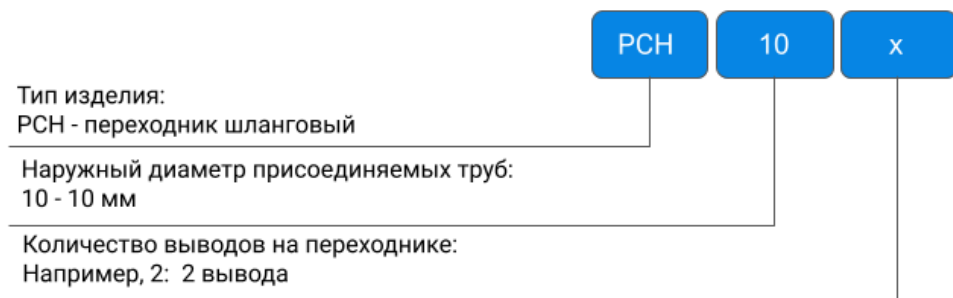 PCH 10 x
Тип изделия:
PCH - переходник шланговый
Наружный диаметр присоединяемых труб:
10 - 10 мм
Количество выводов на переходнике:
Например, 2: 2 вывода